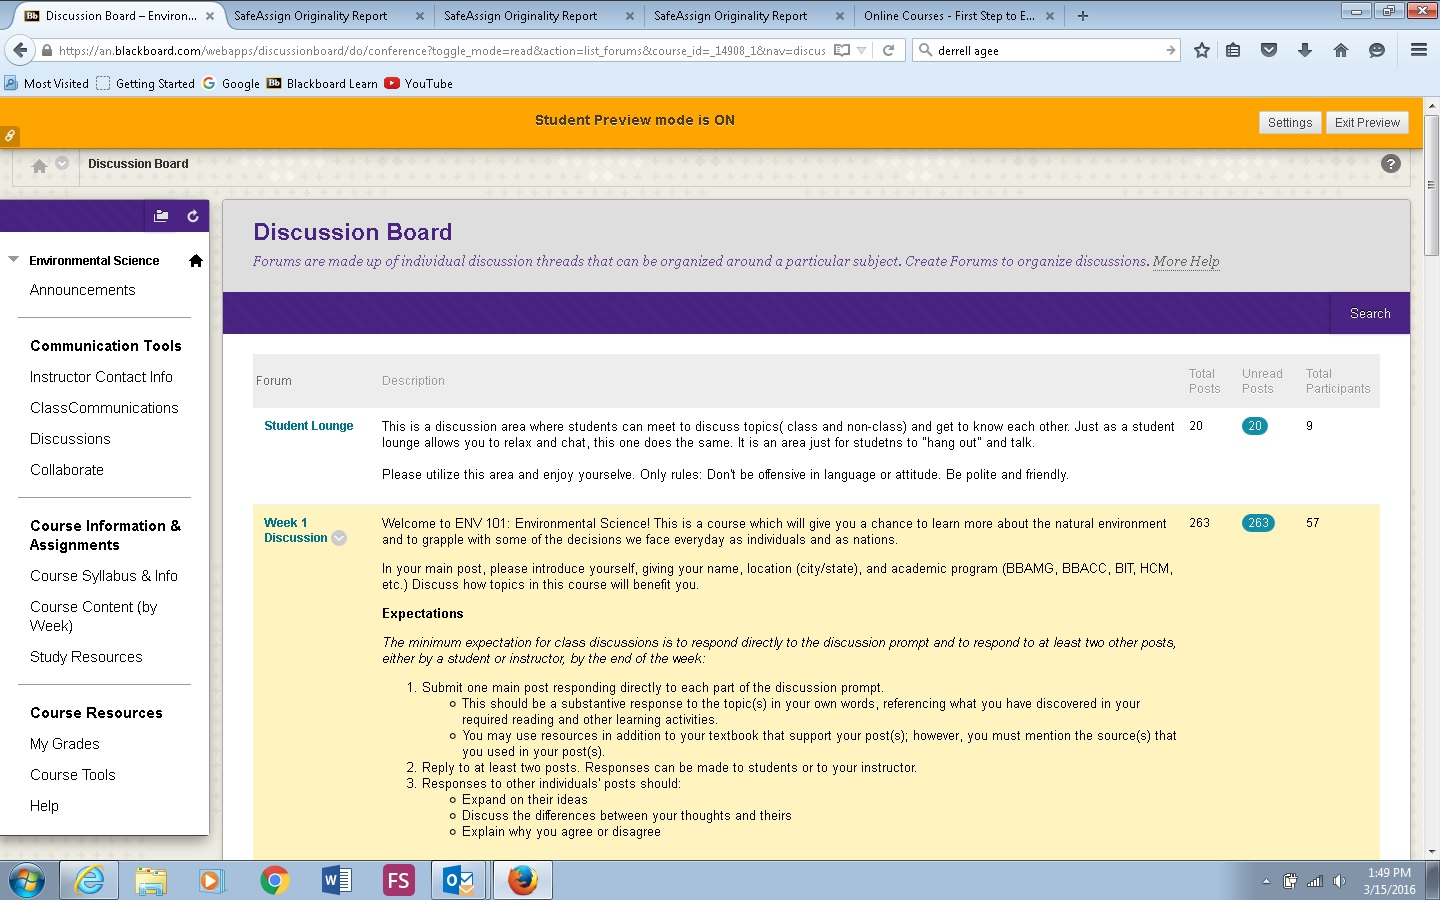 Discussion Board – Environ...
SafeAssign Originality Report
SafeAssign Originality Report
SafeAssign Originality Report
Online Courses - First Step to E...
https://an.blackboard.com/webapps/discussionboard/do/conference?toggle_mode=read&action=list_forums&course_id=_14908_1&nav=discus
derrell agee
Most Visited
Getting Started
Google
Blackboard Learn
YouTube
Student Preview mode is ON
Settings
Exit Preview
Discussion Board
Environmental Science
Announcements
Communication Tools
Instructor Contact Info
ClassCommunications
Discussions
Collaborate
Course Information &
Assignments
Course Syllabus & Info
Course Content (by
Week)
Study Resources
Course Resources
My Grades
Course Tools
Help
Discussion Board
Forums are made up of individual discussion threads that can be organized around a particular subject. Create Forums to organize discussions. More Help
Search
Forum
Description
Total
Posts
Unread
Posts
Total
Participants
Student Lounge
This is a discussion area where students can meet to discuss topics( class and non-class) and get to know each other. Just as a student
lounge allows you to relax and chat, this one does the same. It is an area just for studetns to "hang out" and talk.
Please utilize this area and enjoy yourselve. Only rules: Don't be offensive in language or attitude. Be polite and friendly.
20
20
9
Week 1
Discussion
Welcome to ENV 101: Environmental Science! This is a course which will give you a chance to learn more about the natural environment
and to grapple with some of the decisions we face everyday as individuals and as nations.
In your main post, please introduce yourself, giving your name, location (city/state), and academic program (BBAMG, BBACC, BIT, HCM,
etc.) Discuss how topics in this course will benefit you.
Expectations
The minimum expectation for class discussions is to respond directly to the discussion prompt and to respond to at least two other posts,
either by a student or instructor, by the end of the week:
1. Submit one main post responding directly to each part of the discussion prompt.
This should be a substantive response to the topic(s) in your own words, referencing what you have discovered in your
required reading and other learning activities.
You may use resources in addition to your textbook that support your post(s); however, you must mention the source(s) that
you used in your post(s).
2. Reply to at least two posts. Responses can be made to students or to your instructor.
3. Responses to other individuals' posts should:
Expand on their ideas
Discuss the differences between your thoughts and theirs
Explain why you agree or disagree
263
263
57
FS
1:49 PM
3/15/2016